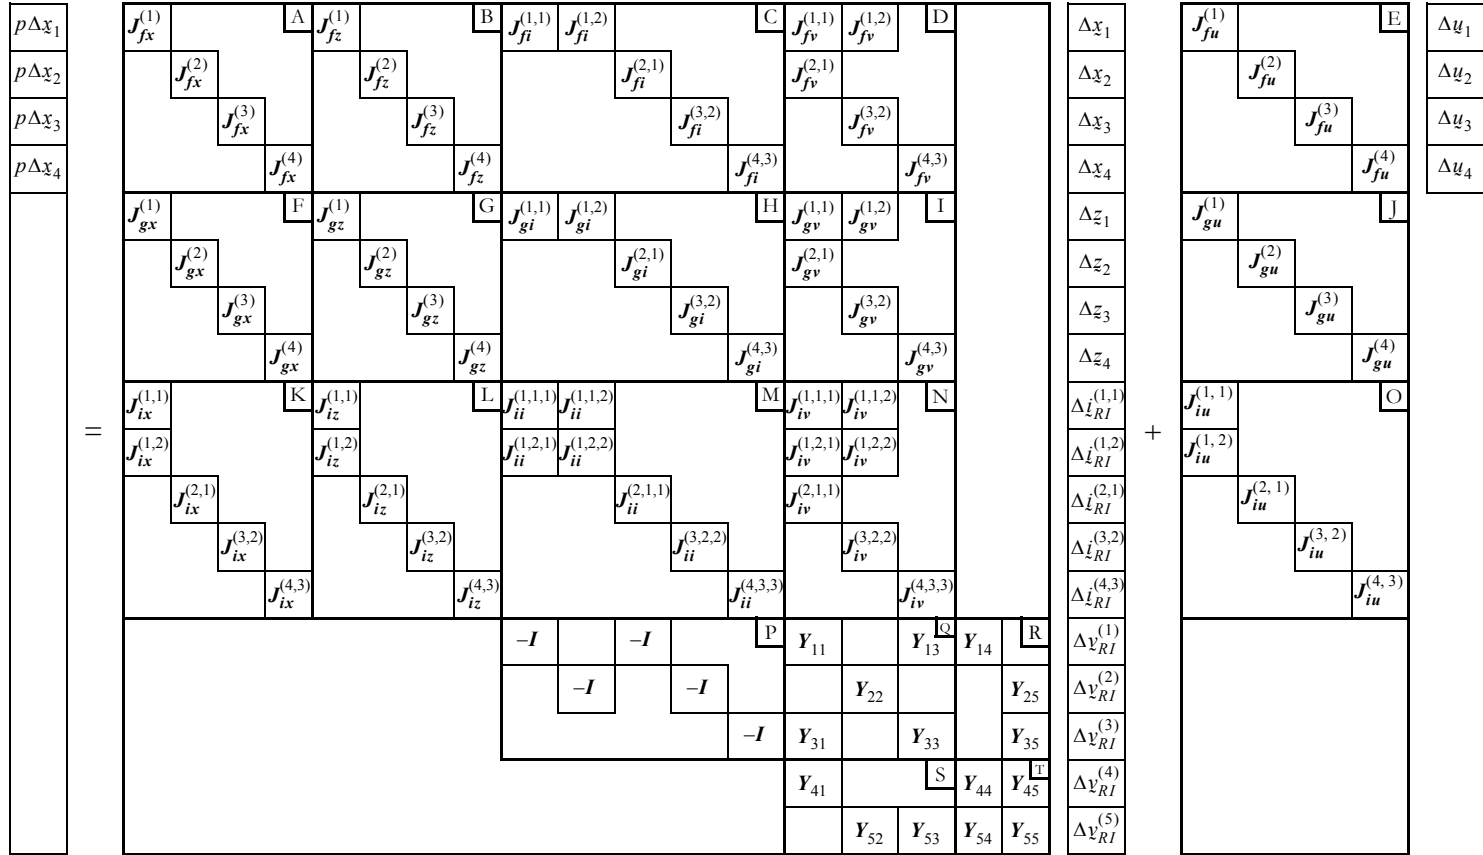 pΔx₁ J_fx^(1) A J_fz^(1) B J_fi^(1,1) J_fi^(1,2) C J_fv^(1,1) J_fv^(1,2) D Δx₁ J_fu^(1) E Δu₁
pΔx₂ J_fx^(2) J_fz^(2) J_fi^(2,1) J_fv^(2,1) Δx₂ J_fu^(2) Δu₂
pΔx₃ J_fx^(3) J_fz^(3) J_fi^(3,2) J_fv^(3,2) Δx₃ J_fu^(3) Δu₃
pΔx₄ J_fx^(4) J_fz^(4) J_fi^(4,3) J_fv^(4,3) Δx₄ J_fu^(4) Δu₄
J_gx^(1) F J_gz^(1) G J_gi^(1,1) J_gi^(1,2) H J_gv^(1,1) J_gv^(1,2) I Δz₁ J_gu^(1) J
J_gx^(2) J_gz^(2) J_gi^(2,1) J_gv^(2,1) Δz₂ J_gu^(2)
J_gx^(3) J_gz^(3) J_gi^(3,2) J_gv^(3,2) Δz₃ J_gu^(3)
J_gx^(4) J_gz^(4) J_gi^(4,3) J_gv^(4,3) Δz₄ J_gu^(4)
J_ix^(1,1) K J_iz^(1,1) L J_ii^(1,1,1) J_ii^(1,1,2) M J_iv^(1,1,1) J_iv^(1,1,2) N Δi_RI^(1,1) J_iu^(1, 1) O
= J_ix^(1,2) J_iz^(1,2) J_ii^(1,2,1) J_ii^(1,2,2) J_iv^(1,2,1) J_iv^(1,2,2) Δi_RI^(1,2) + J_iu^(1, 2)
J_ix^(2,1) J_iz^(2,1) J_ii^(2,1,1) J_iv^(2,1,1) Δi_RI^(2,1) J_iu^(2, 1)
J_ix^(3,2) J_iz^(3,2) J_ii^(3,2,2) J_iv^(3,2,2) Δi_RI^(3,2) J_iu^(3, 2)
J_ix^(4,3) J_iz^(4,3) J_ii^(4,3,3) J_iv^(4,3,3) Δi_RI^(4,3) J_iu^(4, 3)
–I –I P Y₁₁ Y₁₃ Q Y₁₄ R Δv_RI^(1)
–I –I Y₂₂ Y₂₅ Δv_RI^(2)
–I Y₃₁ Y₃₃ Y₃₅ Δv_RI^(3)
Y₄₁ S Y₄₄ Y₄₅ T Δv_RI^(4)
Y₅₂ Y₅₃ Y₅₄ Y₅₅ Δv_RI^(5)